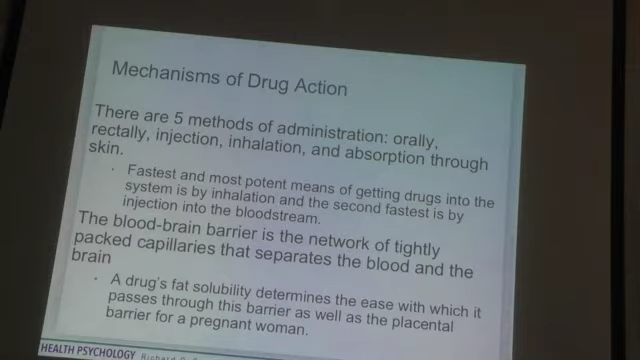 Mechanisms of Drug Action
There are 5 methods of administration: orally,
rectally, injection, inhalation, and absorption through
skin.
· Fastest and most potent means of getting drugs into the
system is by inhalation and the second fastest is by
injection into the bloodstream.
The blood-brain barrier is the network of tightly
packed capillaries that separates the blood and the
brain
· A drug's fat solubility determines the ease with which it
passes through this barrier as well as the placental
barrier for a pregnant woman.
HEALTH PSYCHOLOGY Richard